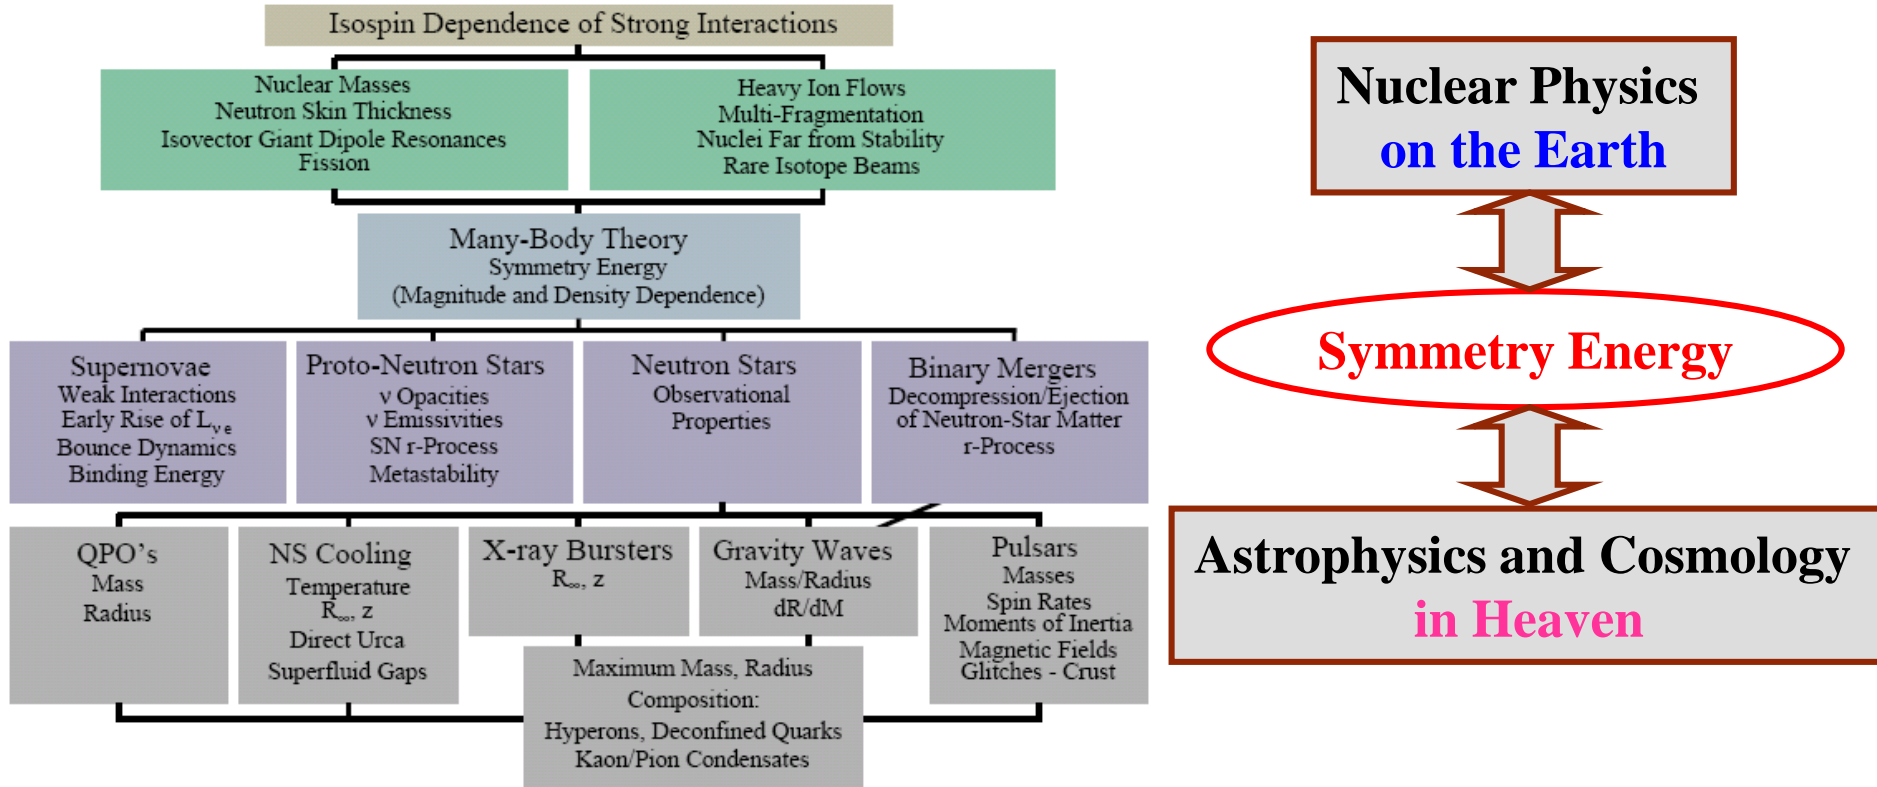 Isospin Dependence of Strong Interactions
Nuclear Masses
Neutron Skin Thickness
Isovector Giant Dipole Resonances
Fission
Heavy Ion Flows
Multi-Fragmentation
Nuclei Far from Stability
Rare Isotope Beams
Many-Body Theory
Symmetry Energy
(Magnitude and Density Dependence)
Supernovae
Weak Interactions
Early Rise of Lνe
Bounce Dynamics
Binding Energy
Proto-Neutron Stars
ν Opacities
ν Emissivities
SN r-Process
Metastability
Neutron Stars
Observational
Properties
Binary Mergers
Decompression/Ejection
of Neutron-Star Matter
r-Process
QPO's
Mass
Radius
NS Cooling
Temperature
R∞, z
Direct Urca
Superfluid Gaps
X-ray Bursters
R∞, z
Gravity Waves
Mass/Radius
dR/dM
Pulsars
Masses
Spin Rates
Moments of Inertia
Magnetic Fields
Glitches - Crust
Maximum Mass, Radius
Composition:
Hyperons, Deconfined Quarks
Kaon/Pion Condensates
Nuclear Physics
on the Earth
Symmetry Energy
Astrophysics and Cosmology
in Heaven